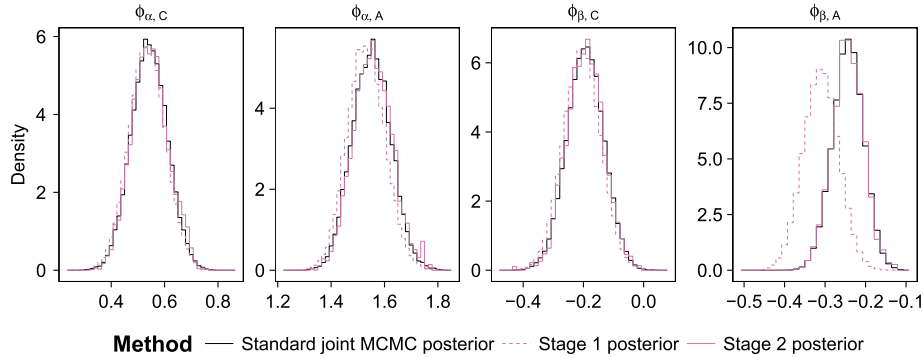 ϕα, C ϕα, A ϕβ, C ϕβ, A
Density
6
4
2
0
0.4 0.6 0.8
4
2
0
1.2 1.4 1.6 1.8
6
4
2
0
−0.4 −0.2 0.0
10.0
7.5
5.0
2.5
0.0
−0.5 −0.4 −0.3 −0.2 −0.1
Method Standard joint MCMC posterior Stage 1 posterior Stage 2 posterior